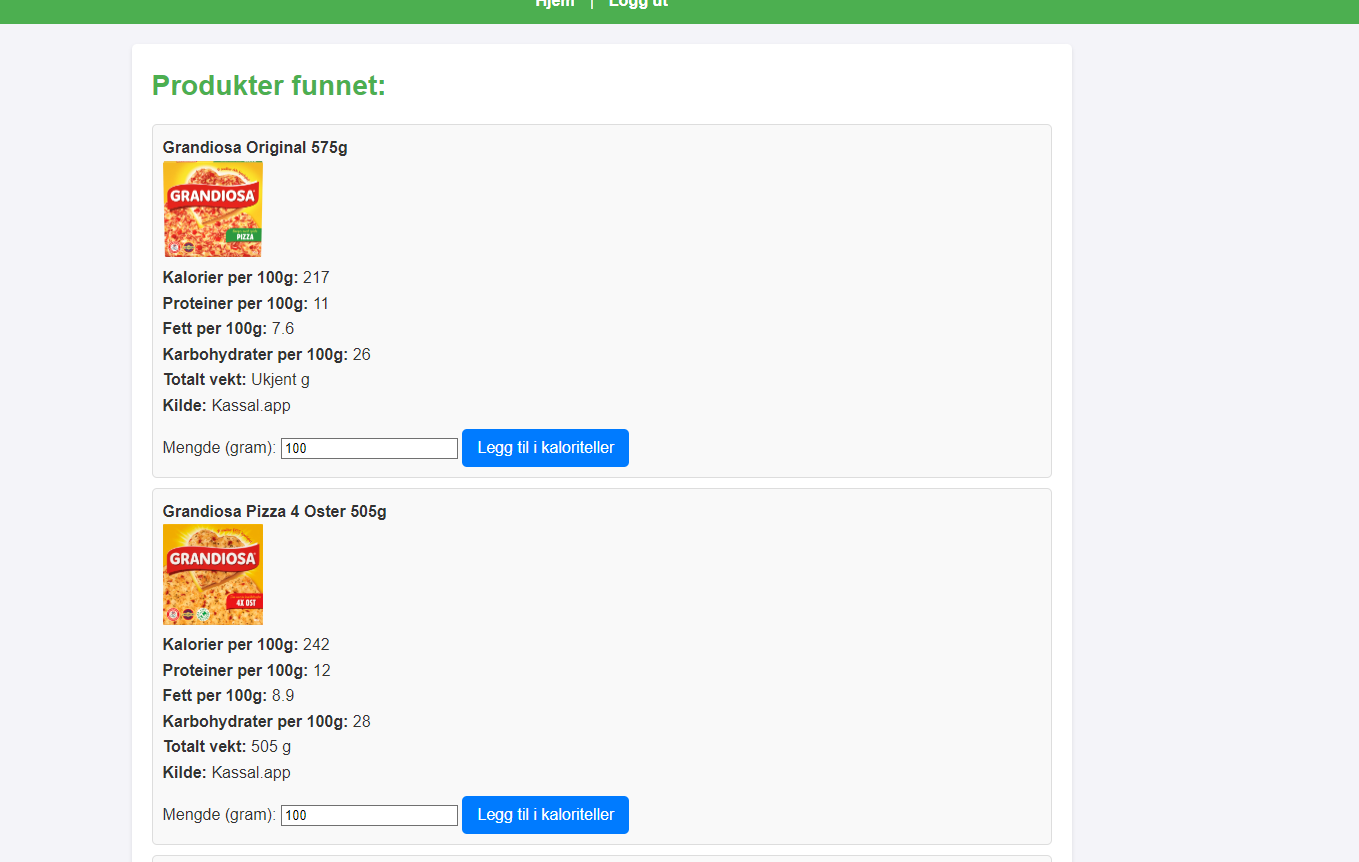 Hjem | Logg ut
Produkter funnet:
Grandiosa Original 575g
GRANDIOSA
PIZZA
Kalorier per 100g: 217
Proteiner per 100g: 11
Fett per 100g: 7.6
Karbohydrater per 100g: 26
Totalt vekt: Ukjent g
Kilde: Kassal.app
Mengde (gram): 100 Legg til i kaloriteller
Grandiosa Pizza 4 Oster 505g
GRANDIOSA
4X OST
Kalorier per 100g: 242
Proteiner per 100g: 12
Fett per 100g: 8.9
Karbohydrater per 100g: 28
Totalt vekt: 505 g
Kilde: Kassal.app
Mengde (gram): 100 Legg til i kaloriteller